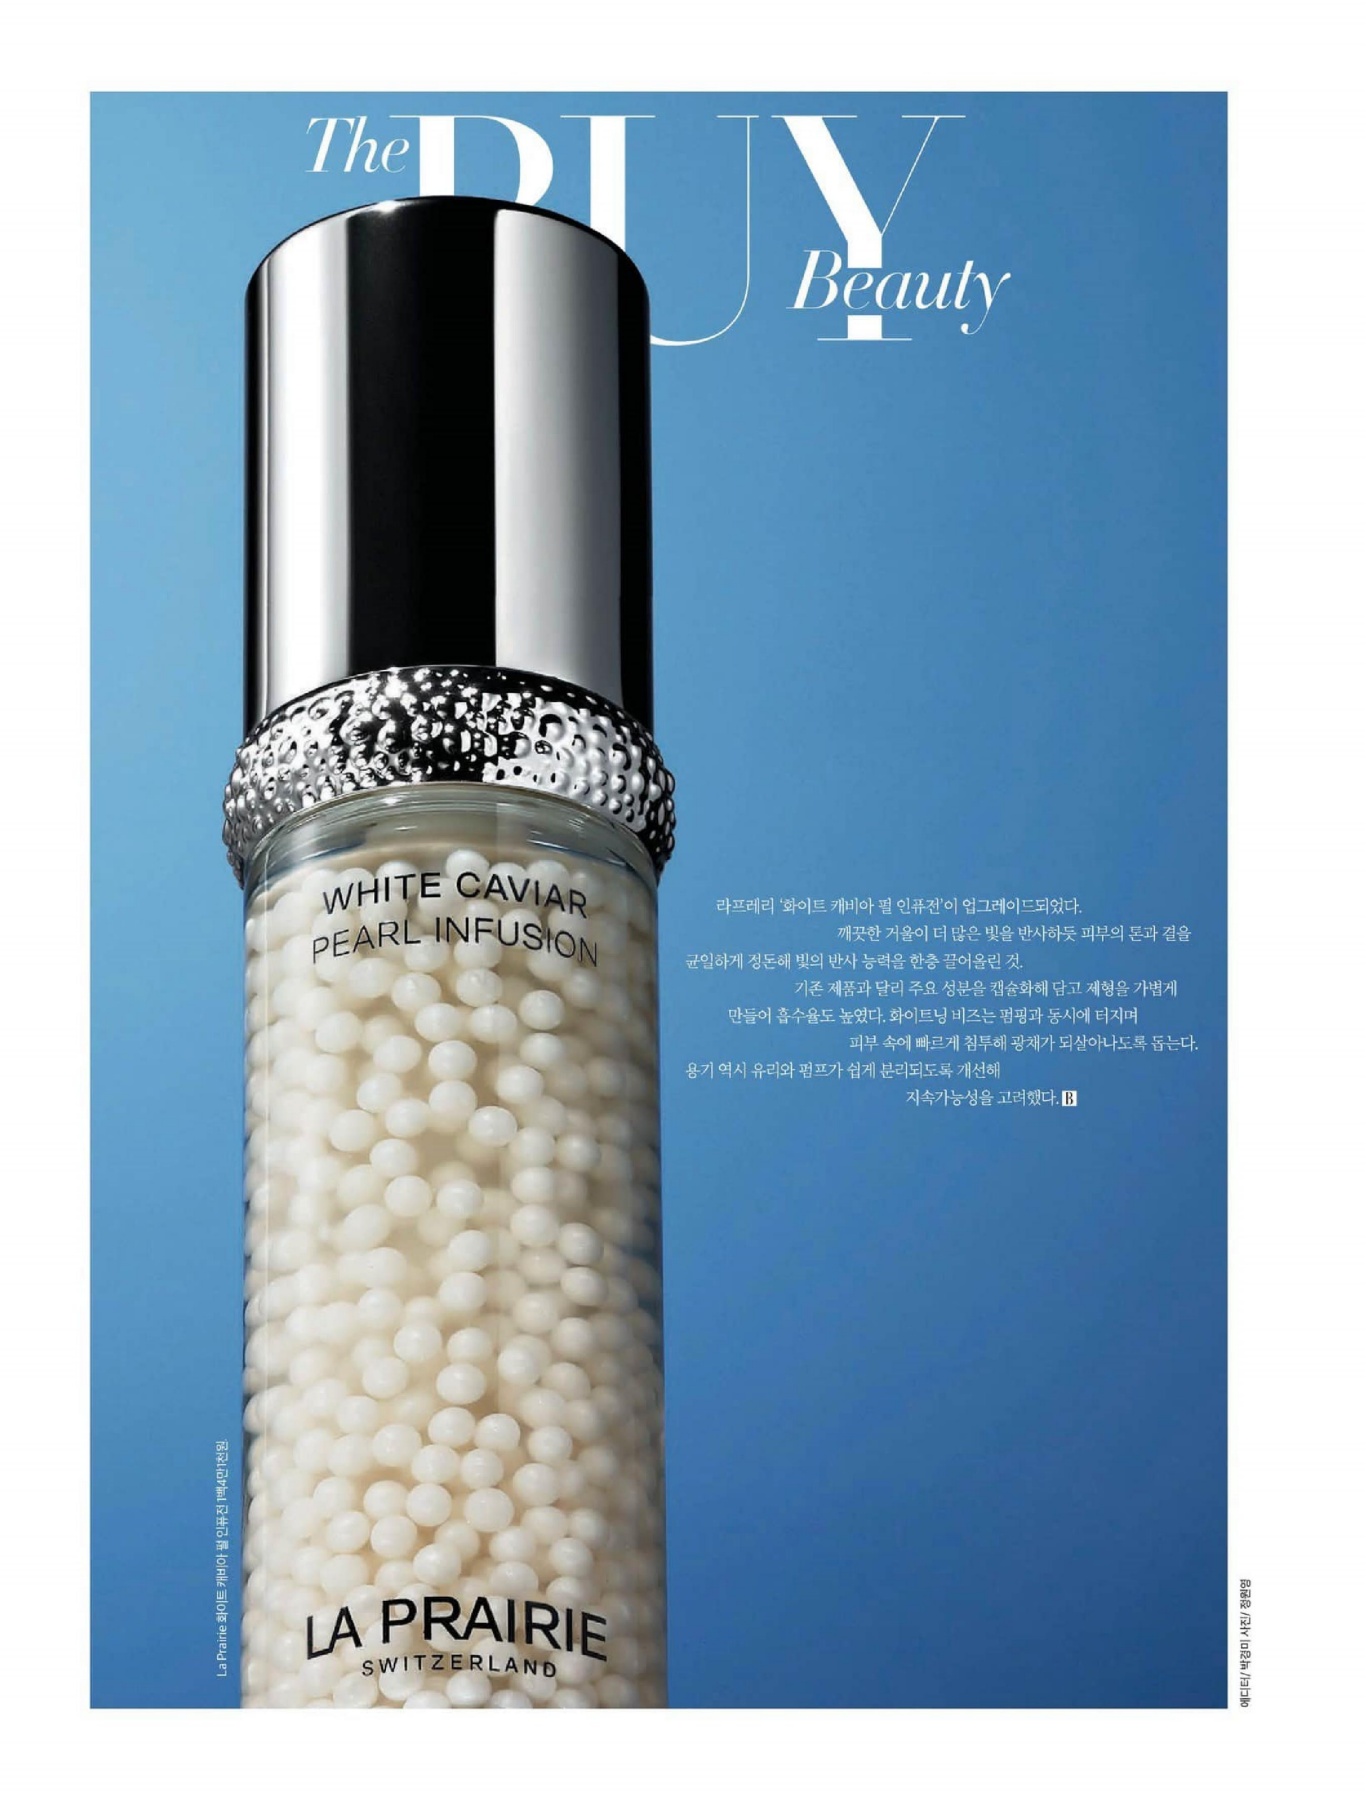 The BUY
Beauty
WHITE CAVIAR
PEARL INFUSION
라프레리 ‘화이트 캐비아 펄 인퓨전’이 업그레이드되었다.
깨끗한 거울이 더 많은 빛을 반사하듯 피부의 톤과 결을
균일하게 정돈해 빛의 반사 능력을 한층 끌어올린 것.
기존 제품과 달리 주요 성분을 캡슐화해 담고 제형을 가볍게
만들어 흡수율도 높였다. 화이트닝 비즈는 펌핑과 동시에 터지며
피부 속에 빠르게 침투해 광채가 되살아나도록 돕는다.
용기 역시 유리와 펌프가 쉽게 분리되도록 개선해
지속가능성을 고려했다. B
La Prairie 화이트 캐비아 펄 인퓨전 1백4만1천원.
LA PRAIRIE
SWITZERLAND
에디터/ 박경미 사진/ 정원영